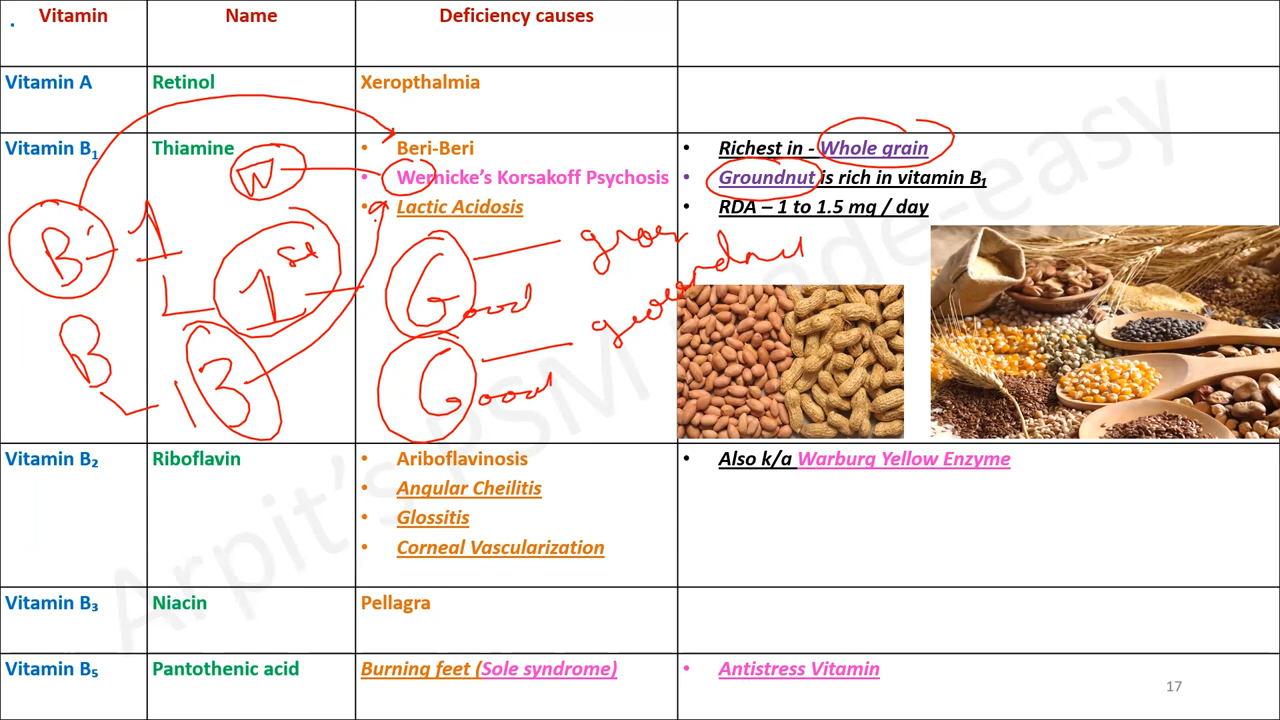 Vitamin Name Deficiency causes
Vitamin A Retinol Xeropthalmia
Vitamin B₁ Thiamine • Beri-Beri • Richest in - Whole grain
• Wernicke's Korsakoff Psychosis • Groundnut is rich in vitamin B₁
• Lactic Acidosis • RDA – 1 to 1.5 mg / day
W
B 1
1st
Good
groundnut
B 13
Good
Vitamin B₂ Riboflavin • Ariboflavinosis • Also k/a Warburg Yellow Enzyme
• Angular Cheilitis
• Glossitis
• Corneal Vascularization
Vitamin B₃ Niacin Pellagra
Vitamin B₅ Pantothenic acid Burning feet (Sole syndrome) • Antistress Vitamin
17
Arpit's PSM made-easy